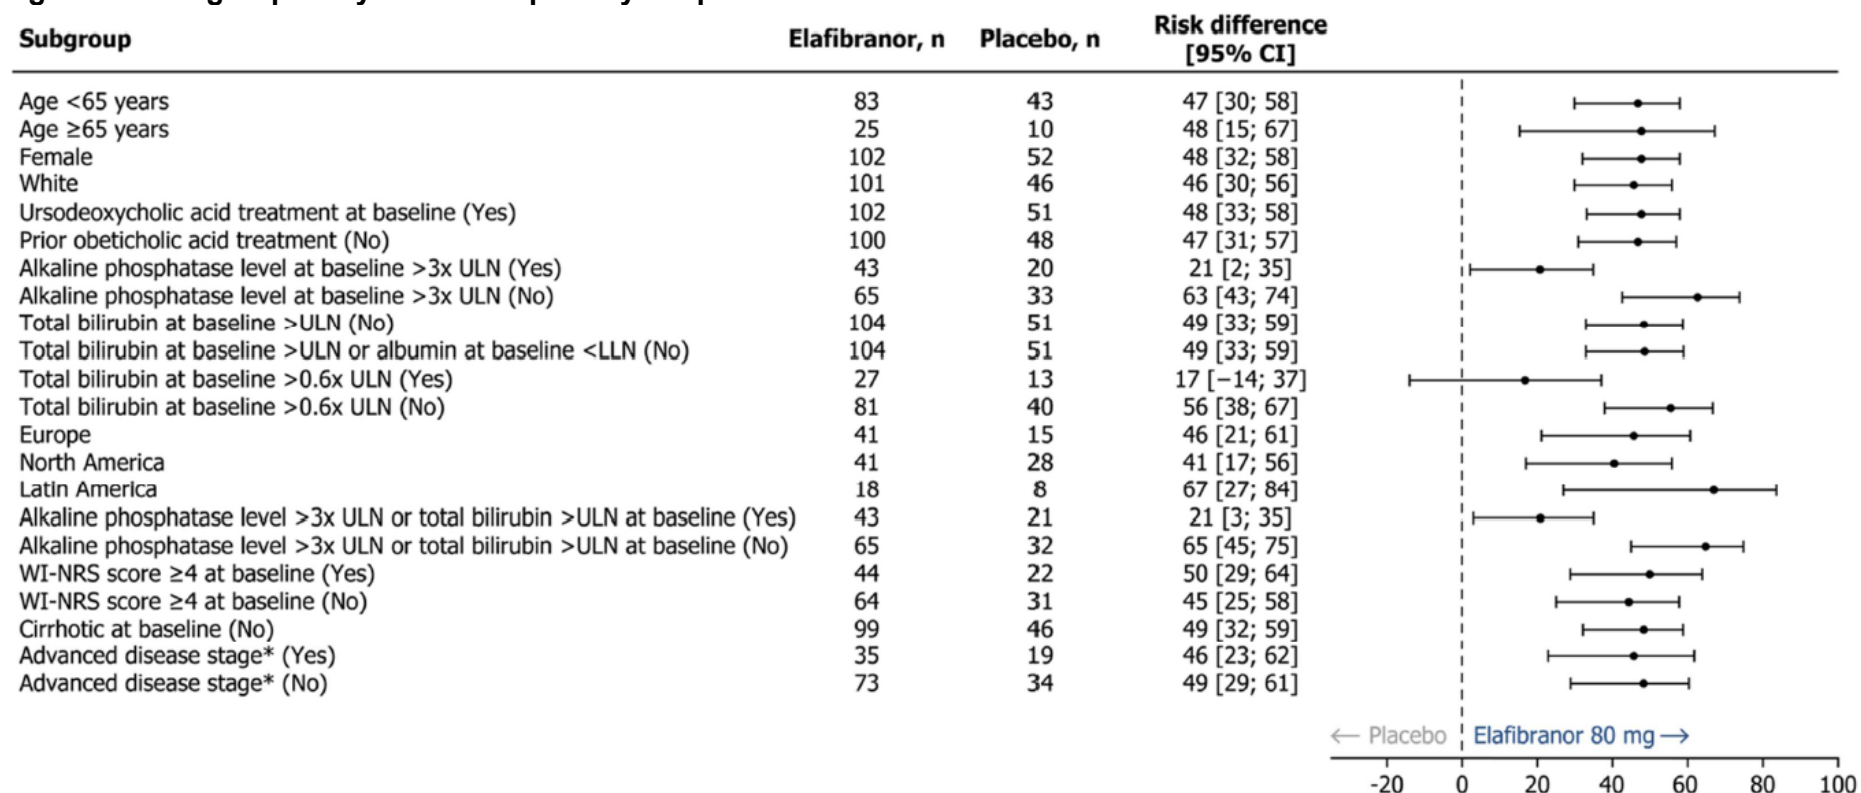 Subgroup Elafibranor, n Placebo, n Risk difference [95% CI]
Age <65 years 83 43 47 [30; 58]
Age ≥65 years 25 10 48 [15; 67]
Female 102 52 48 [32; 58]
White 101 46 46 [30; 56]
Ursodeoxycholic acid treatment at baseline (Yes) 102 51 48 [33; 58]
Prior obeticholic acid treatment (No) 100 48 47 [31; 57]
Alkaline phosphatase level at baseline >3x ULN (Yes) 43 20 21 [2; 35]
Alkaline phosphatase level at baseline >3x ULN (No) 65 33 63 [43; 74]
Total bilirubin at baseline >ULN (No) 104 51 49 [33; 59]
Total bilirubin at baseline >ULN or albumin at baseline <LLN (No) 104 51 49 [33; 59]
Total bilirubin at baseline >0.6x ULN (Yes) 27 13 17 [−14; 37]
Total bilirubin at baseline >0.6x ULN (No) 81 40 56 [38; 67]
Europe 41 15 46 [21; 61]
North America 41 28 41 [17; 56]
Latin America 18 8 67 [27; 84]
Alkaline phosphatase level >3x ULN or total bilirubin >ULN at baseline (Yes) 43 21 21 [3; 35]
Alkaline phosphatase level >3x ULN or total bilirubin >ULN at baseline (No) 65 32 65 [45; 75]
WI-NRS score ≥4 at baseline (Yes) 44 22 50 [29; 64]
WI-NRS score ≥4 at baseline (No) 64 31 45 [25; 58]
Cirrhotic at baseline (No) 99 46 49 [32; 59]
Advanced disease stage* (Yes) 35 19 46 [23; 62]
Advanced disease stage* (No) 73 34 49 [29; 61]
← Placebo Elafibranor 80 mg →
-20 0 20 40 60 80 100